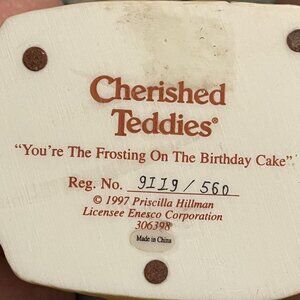 Cherished
Teddies®
"You're The Frosting On The Birthday Cake".
Reg. No. 9II9/560
© 1997 Priscilla Hillman
Licensee Enesco Corporation
306398
Made in China